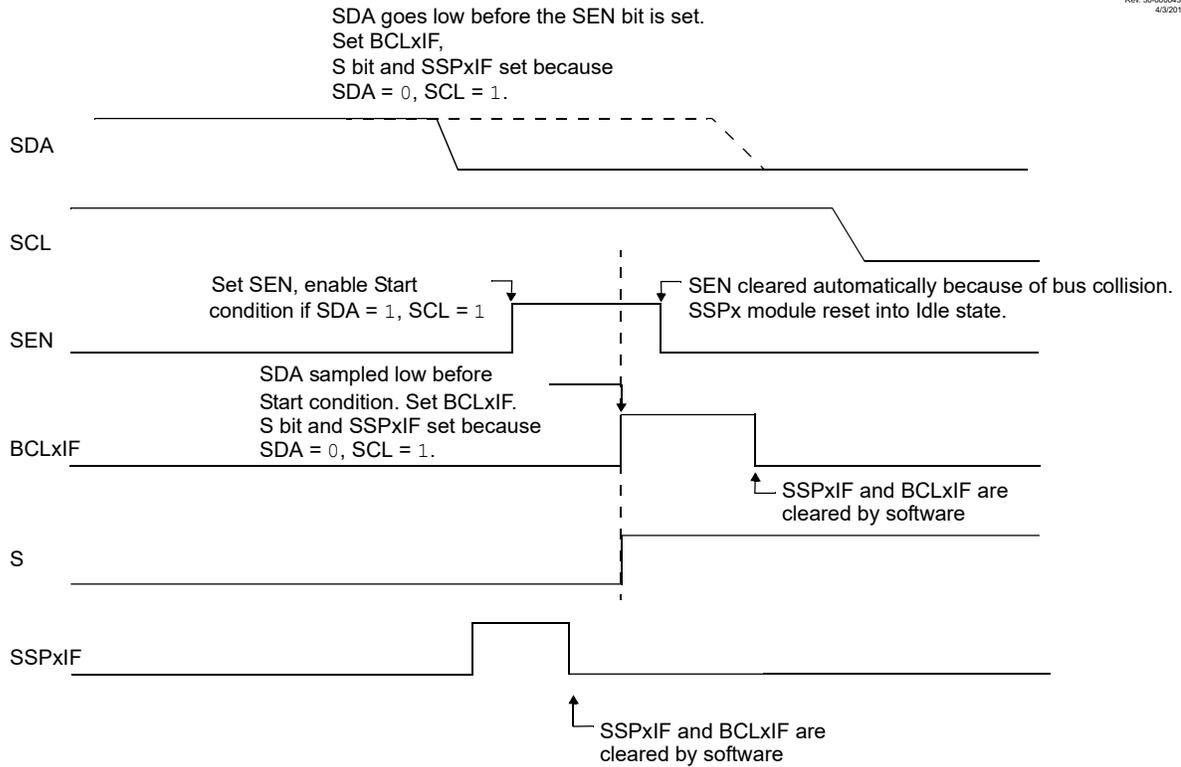 4/3/201
SDA goes low before the SEN bit is set.
Set BCLxIF,
S bit and SSPxIF set because
SDA = 0, SCL = 1.
SDA
SCL
Set SEN, enable Start
condition if SDA = 1, SCL = 1
SEN cleared automatically because of bus collision.
SSPx module reset into Idle state.
SEN
SDA sampled low before
Start condition. Set BCLxIF.
S bit and SSPxIF set because
SDA = 0, SCL = 1.
BCLxIF
SSPxIF and BCLxIF are
cleared by software
S
SSPxIF
SSPxIF and BCLxIF are
cleared by software